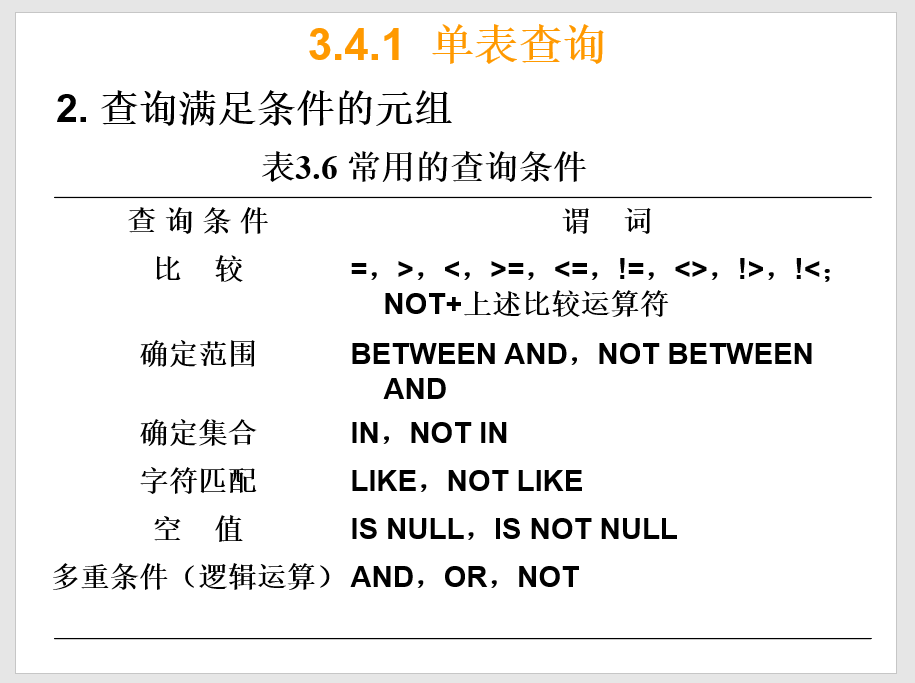 3.4.1 单表查询
2. 查询满足条件的元组
表3.6 常用的查询条件
查 询 条 件 谓 词
比 较 =，>，<，>=，<=，!=，<>，!>，!<；
NOT+上述比较运算符
确定范围 BETWEEN AND，NOT BETWEEN
AND
确定集合 IN，NOT IN
字符匹配 LIKE，NOT LIKE
空 值 IS NULL，IS NOT NULL
多重条件（逻辑运算） AND，OR，NOT